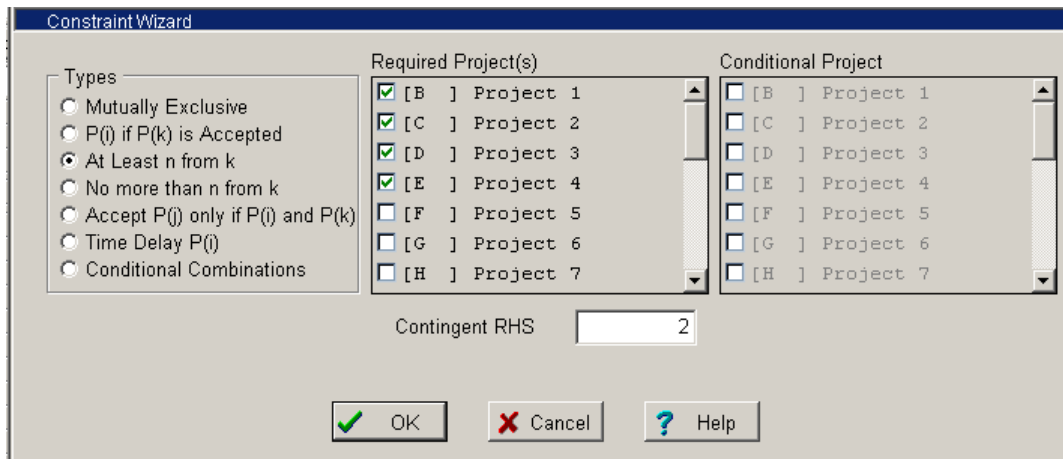 Constraint Wizard
Types
Mutually Exclusive
P(i) if P(k) is Accepted
At Least n from k
No more than n from k
Accept P(j) only if P(i) and P(k)
Time Delay P(i)
Conditional Combinations
Required Project(s)
[B ] Project 1
[C ] Project 2
[D ] Project 3
[E ] Project 4
[F ] Project 5
[G ] Project 6
[H ] Project 7
Conditional Project
[B ] Project 1
[C ] Project 2
[D ] Project 3
[E ] Project 4
[F ] Project 5
[G ] Project 6
[H ] Project 7
Contingent RHS 2
OK Cancel Help